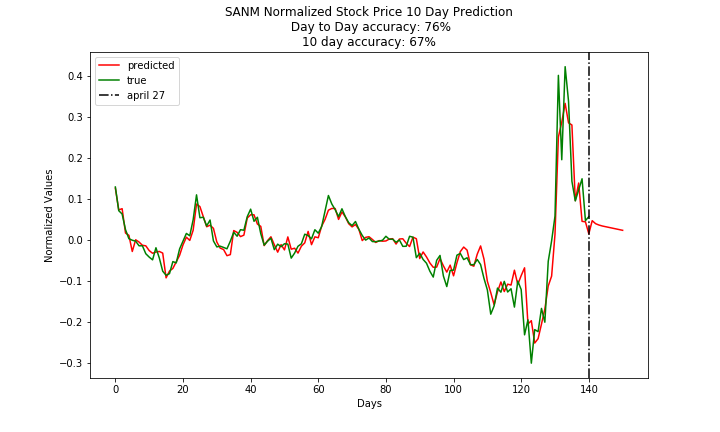 SANM Normalized Stock Price 10 Day Prediction
Day to Day accuracy: 76%
10 day accuracy: 67%
predicted
true
april 27
Normalized Values
0.4
0.3
0.2
0.1
0.0
−0.1
−0.2
−0.3
0 20 40 60 80 100 120 140
Days